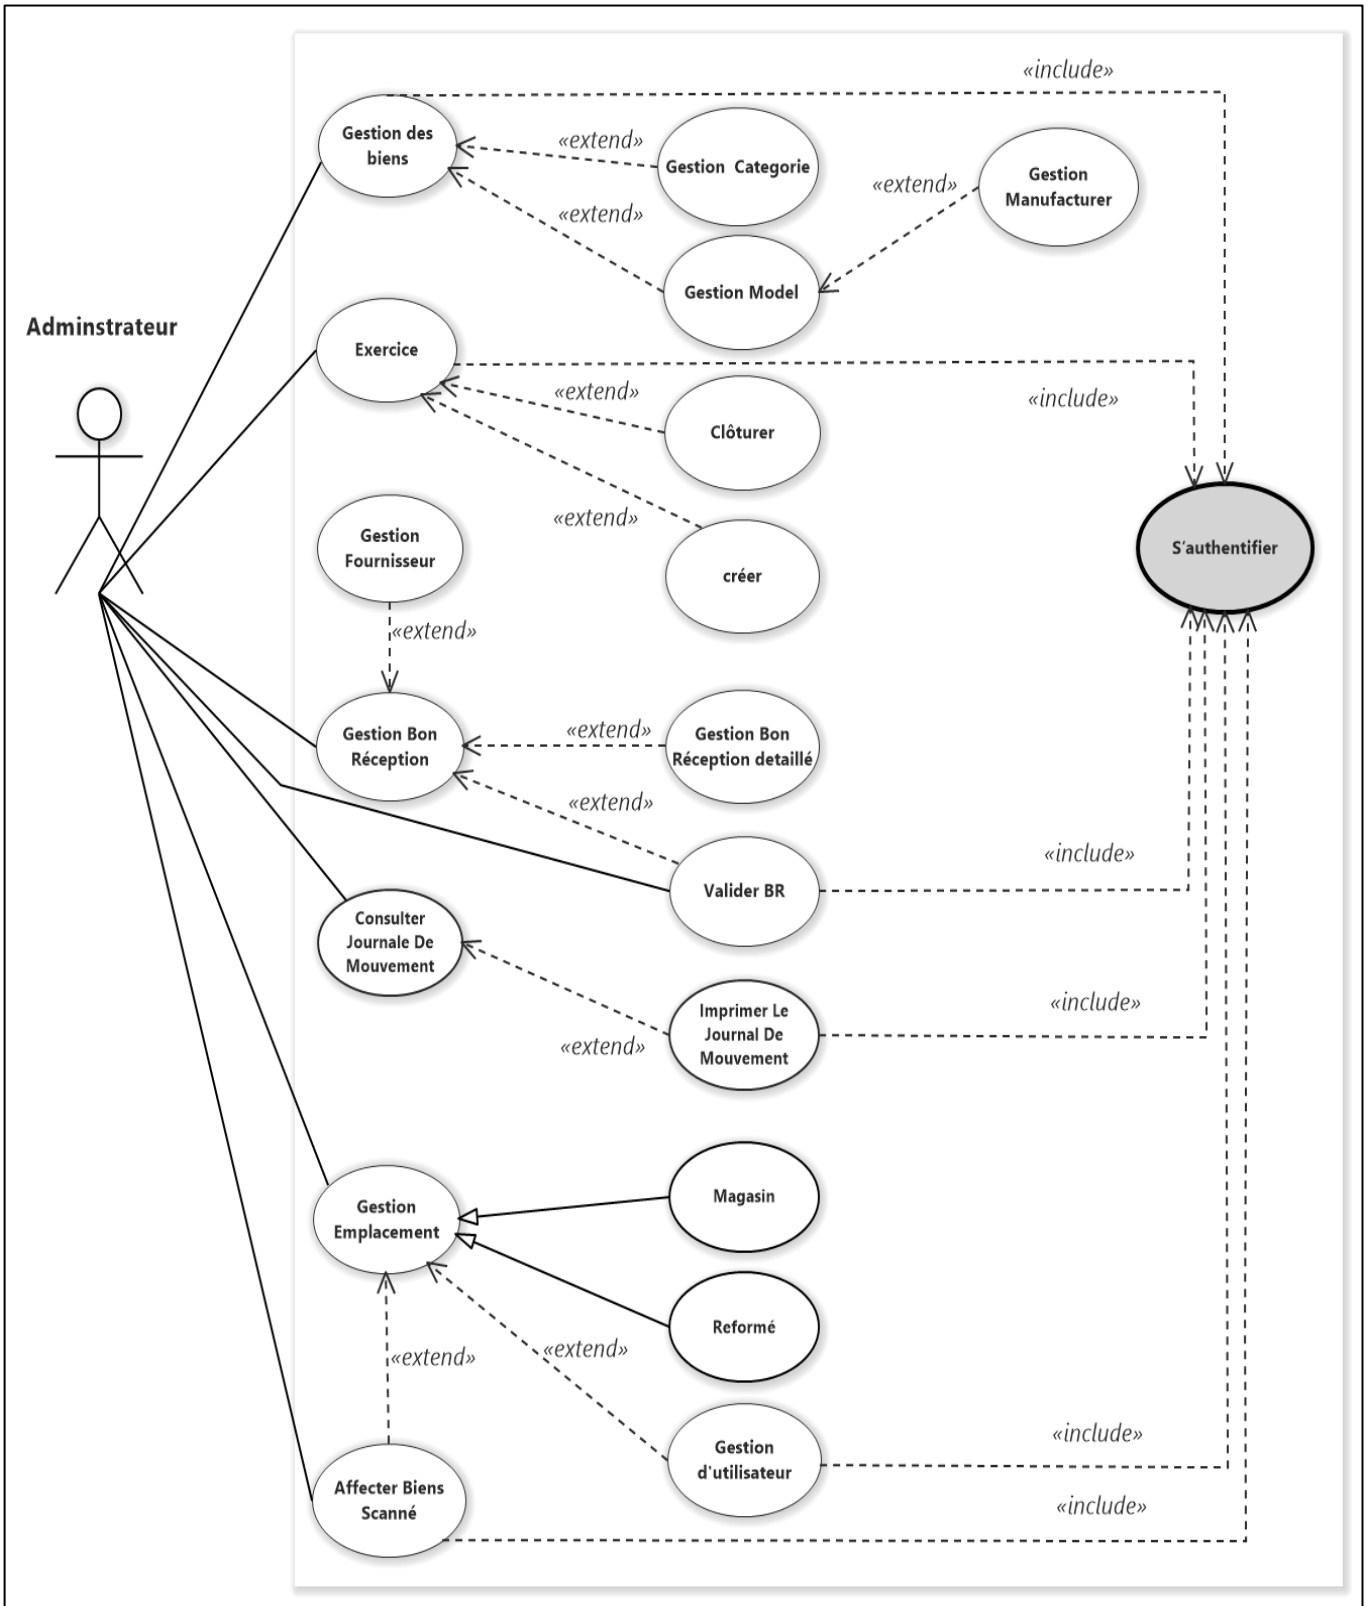 «include»
Gestion des
biens
«extend»
Gestion  Categorie
Gestion
Manufacturer
«extend»
«extend»
Gestion Model
Adminstrateur
Exercice
«extend»
«include»
Clôturer
«extend»
Gestion
Fournisseur
créer
S'authentifier
«extend»
Gestion Bon
Réception
«extend»
Gestion Bon
Réception detaillé
«extend»
«include»
Valider BR
Consulter
Journale De
Mouvement
«extend»
Imprimer Le
Journal De
Mouvement
«include»
Magasin
Gestion
Emplacement
Reformé
«extend»
«extend»
Gestion
d'utilisateur
«include»
Affecter Biens
Scanné
«include»